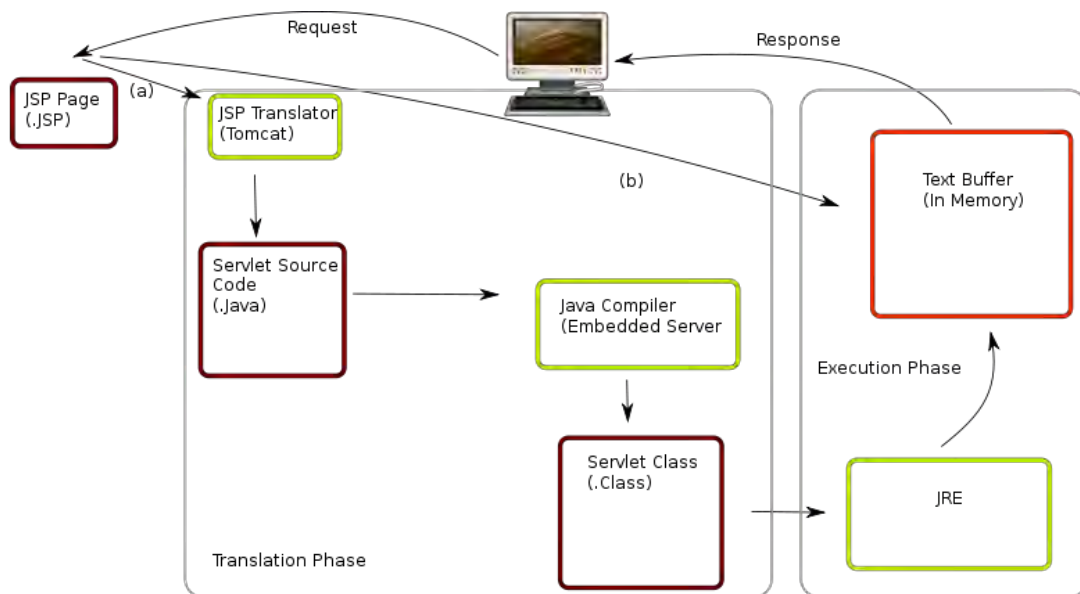 Request
Response
JSP Page
(.JSP)
(a)
JSP Translator
(Tomcat)
(b)
Text Buffer
(In Memory)
Servlet Source
Code
(.Java)
Java Compiler
(Embedded Server
Execution Phase
Servlet Class
(.Class)
JRE
Translation Phase